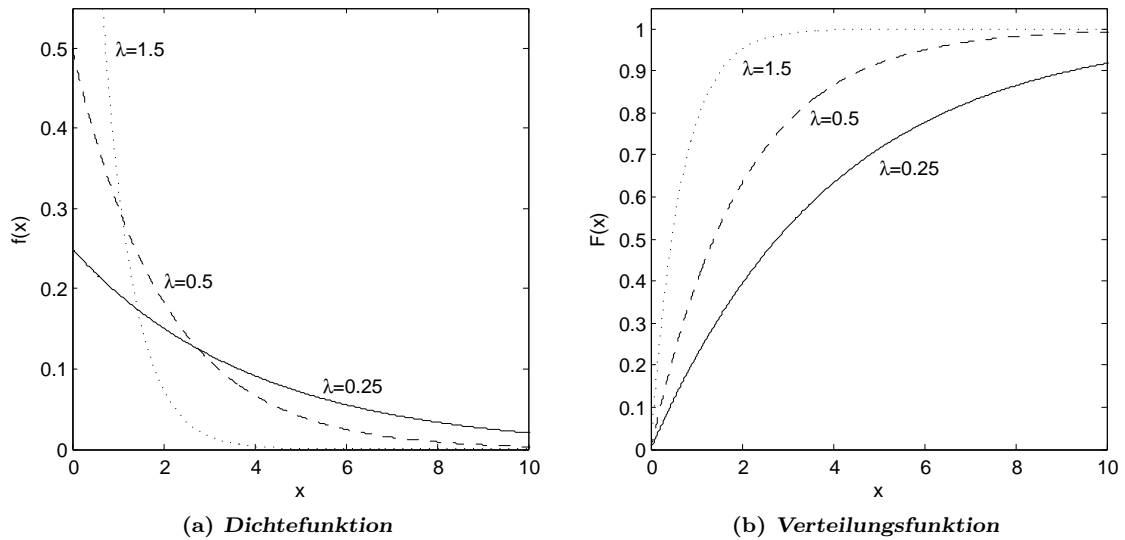 0.5
0.4
0.3
0.2
0.1
0
f(x)
λ=1.5
λ=0.5
λ=0.25
0 2 4 6 8 10
x
(a) Dichtefunktion
1
0.9
0.8
0.7
0.6
0.5
0.4
0.3
0.2
0.1
0
F(x)
λ=1.5
λ=0.5
λ=0.25
0 2 4 6 8 10
x
(b) Verteilungsfunktion